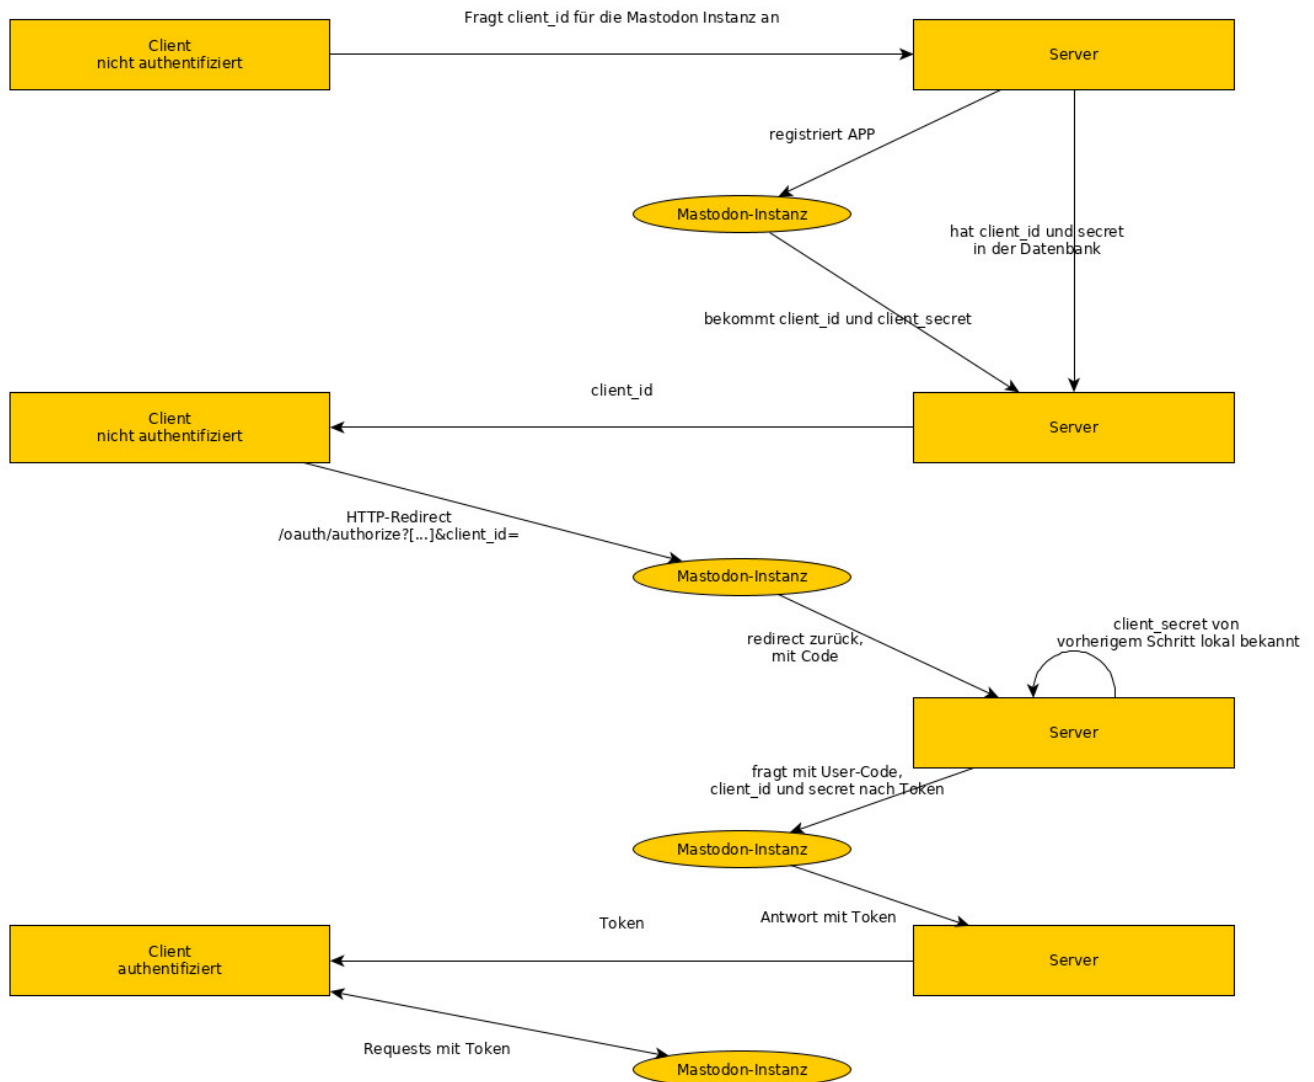 Fragt client_id für die Mastodon Instanz an
Client
nicht authentifiziert
Server
registriert APP
Mastodon-Instanz
hat client_id und secret
in der Datenbank
bekommt client_id und client_secret
client_id
Client
nicht authentifiziert
Server
HTTP-Redirect
/oauth/authorize?[...]&client_id=
Mastodon-Instanz
client_secret von
vorherigem Schritt lokal bekannt
redirect zurück,
mit Code
Server
fragt mit User-Code,
client_id und secret nach Token
Mastodon-Instanz
Antwort mit Token
Token
Client
authentifiziert
Server
Requests mit Token
Mastodon-Instanz